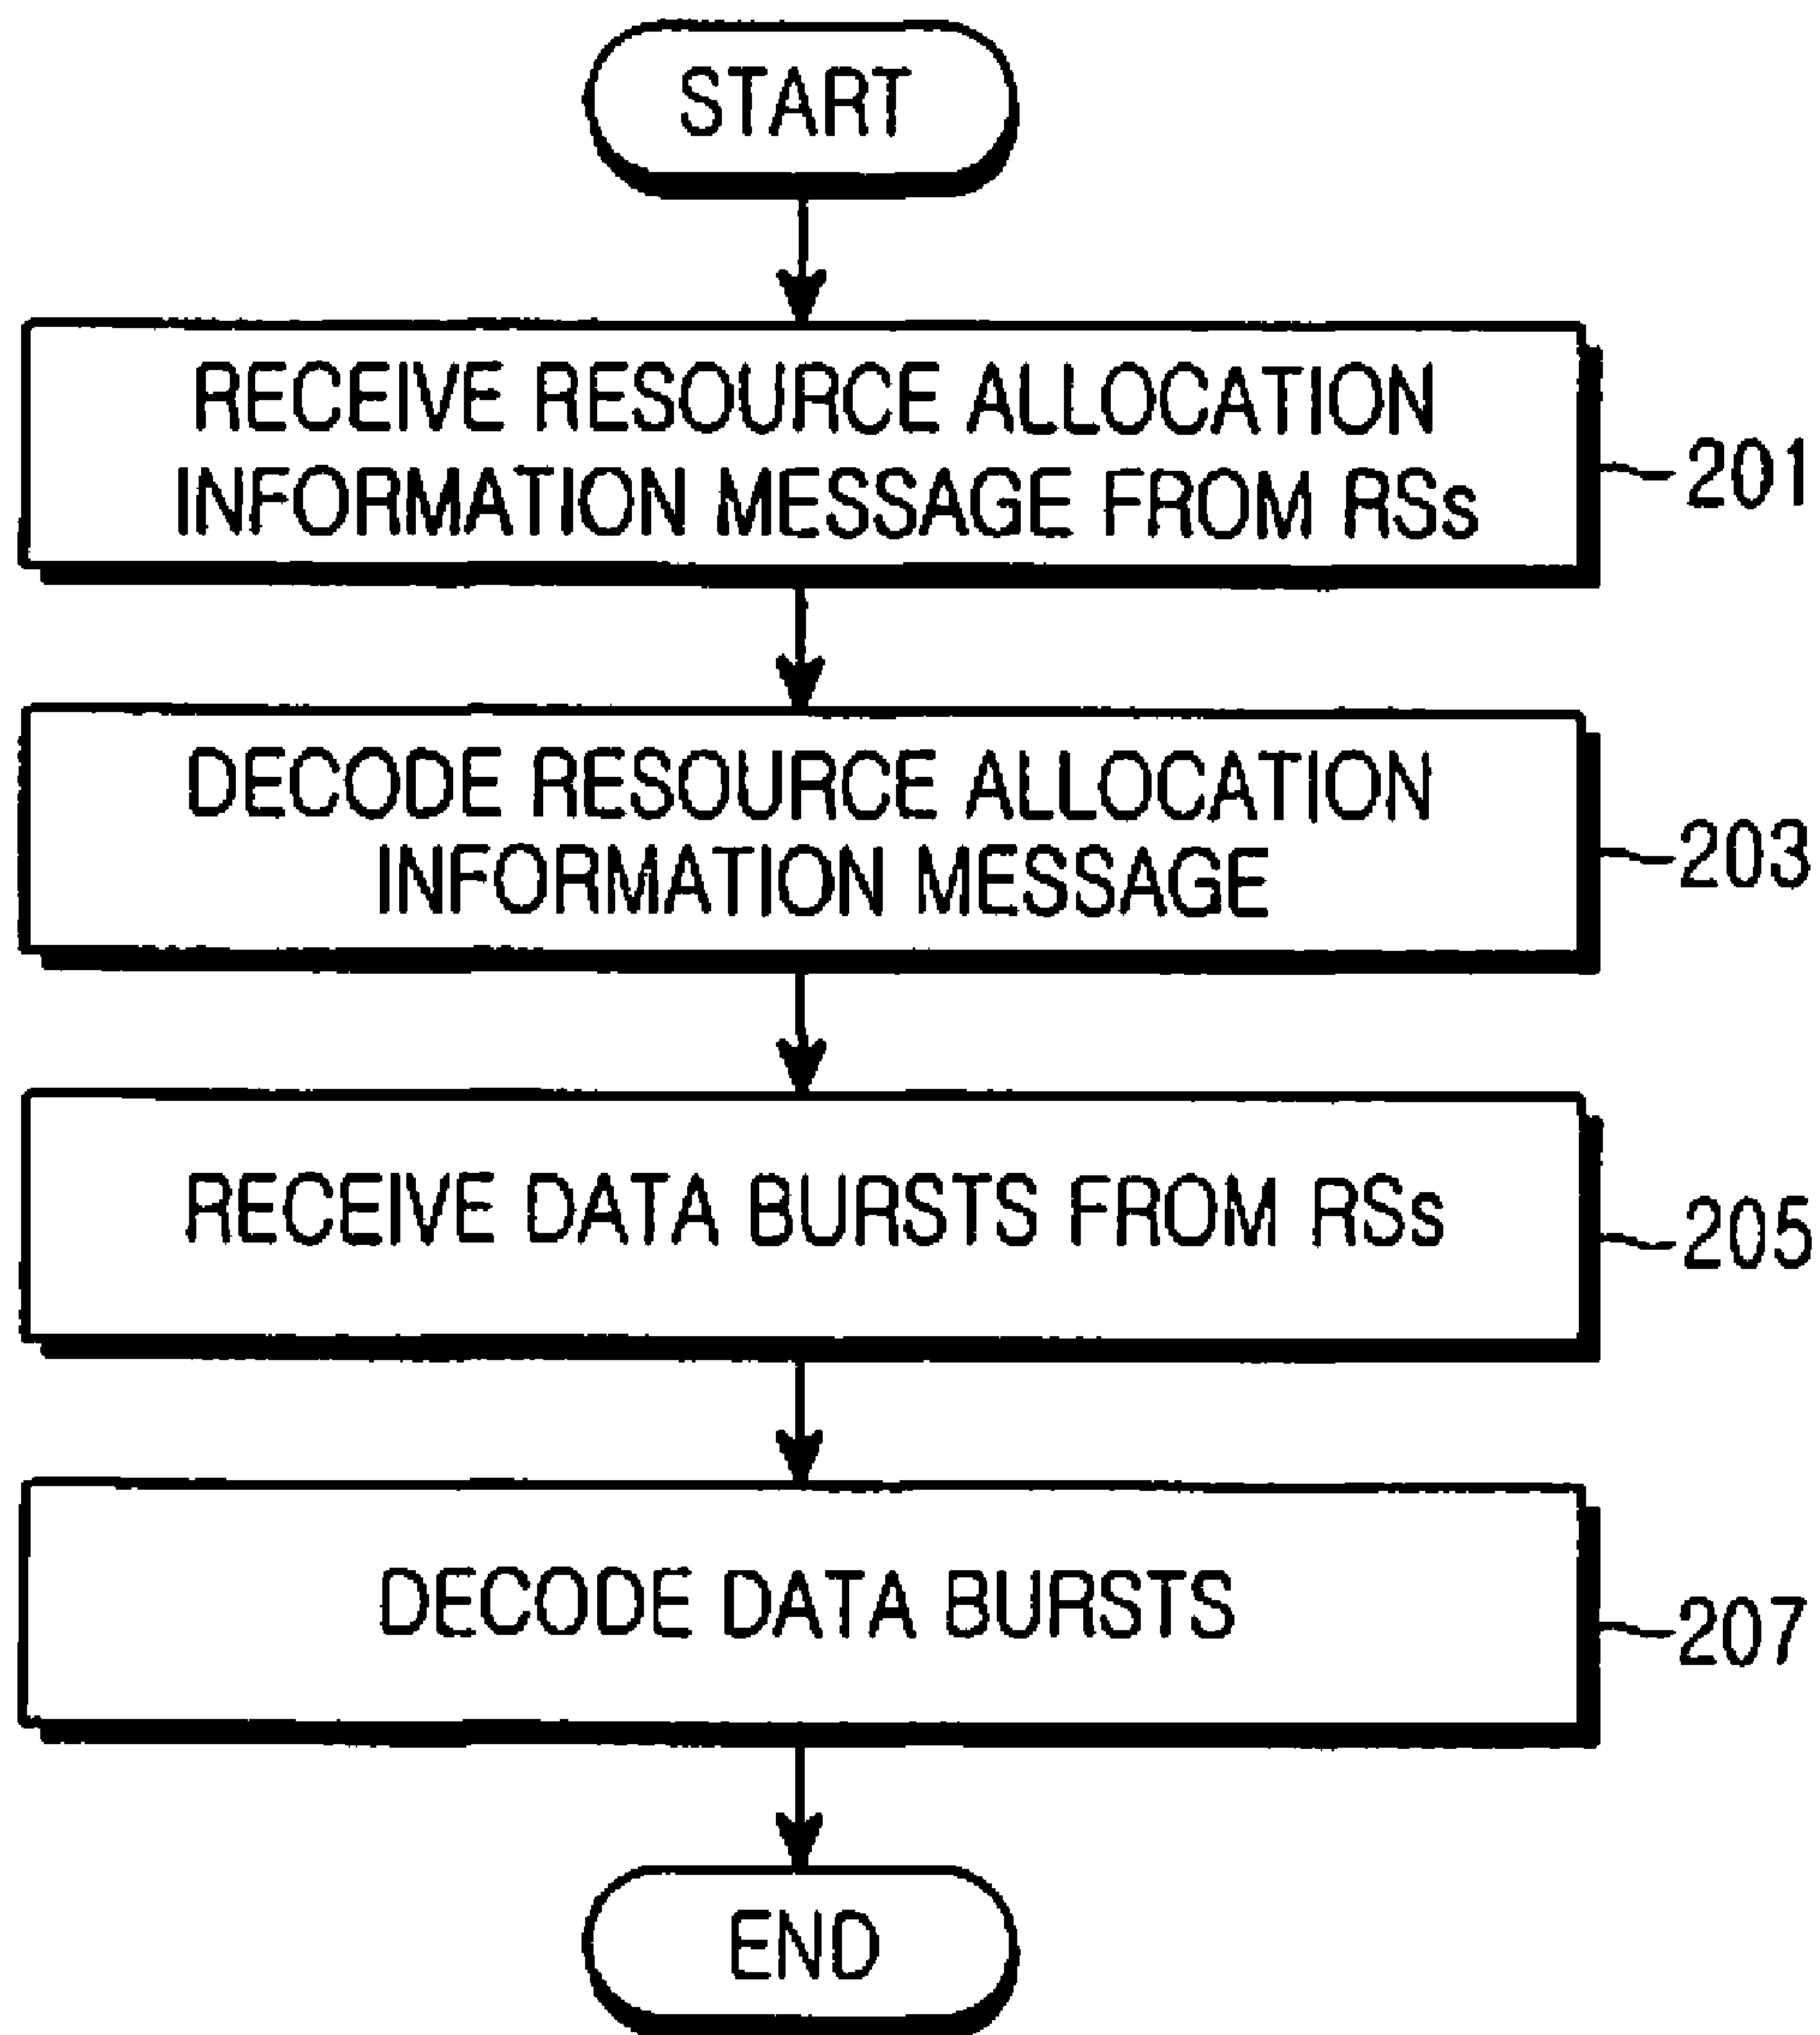 START
RECEIVE RESOURCE ALLOCATION
INFORMATION MESSAGE FROM RSs
201
DECODE RESOURCE ALLOCATION
INFORMATION MESSAGE
203
RECEIVE DATA BURSTS FROM RSs
205
DECODE DATA BURSTS
207
END